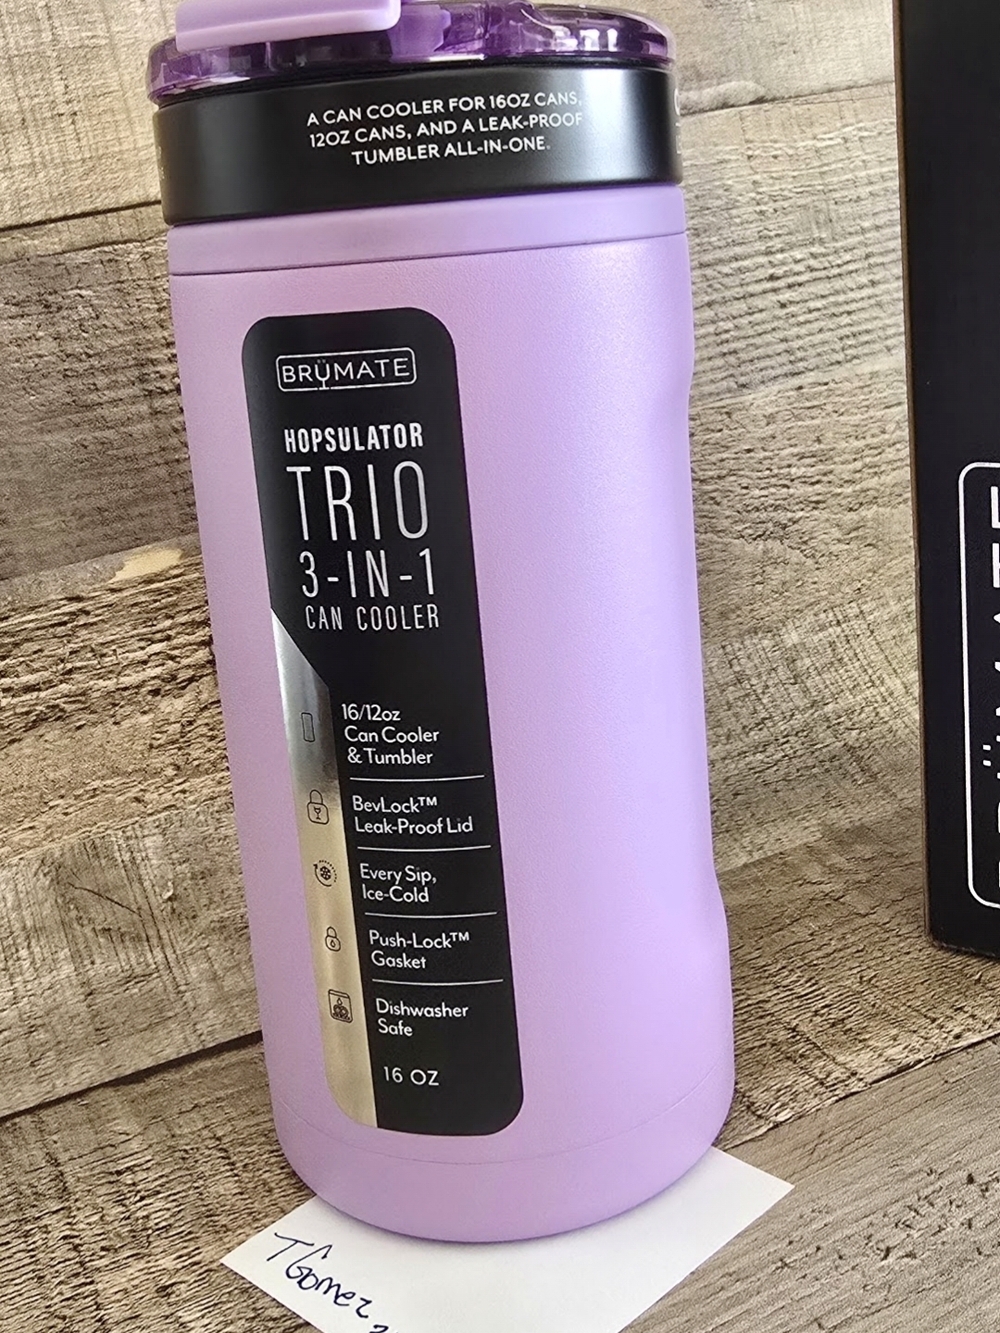 A CAN COOLER FOR 16OZ CANS,
12OZ CANS, AND A LEAK-PROOF
TUMBLER ALL-IN-ONE.
BRÜMATE
HOPSULATOR
TRIO
3-IN-1
CAN COOLER
16/12oz
Can Cooler
& Tumbler
BevLock™
Leak-Proof Lid
Every Sip,
Ice-Cold
Push-Lock™
Gasket
Dishwasher
Safe
16 OZ
TGomez